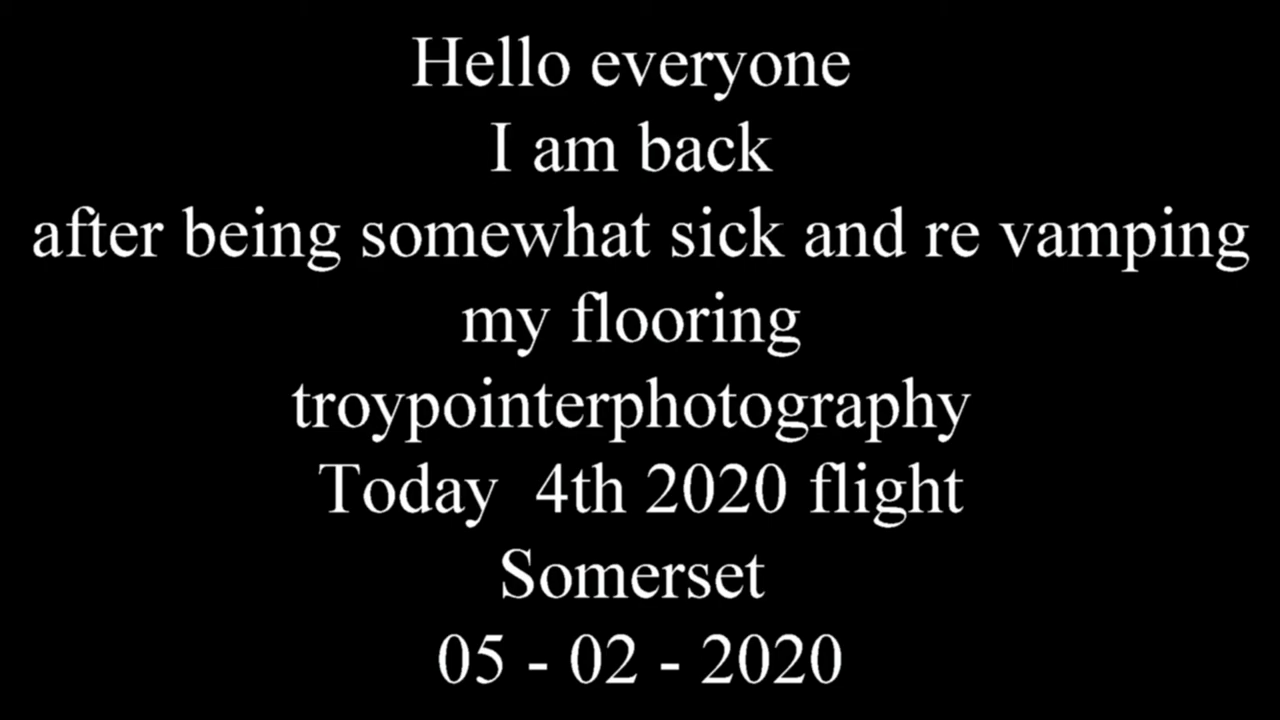 Hello everyone
I am back
after being somewhat sick and re vamping
my flooring
troypointerphotography
Today  4th 2020 flight
Somerset
05 - 02 - 2020